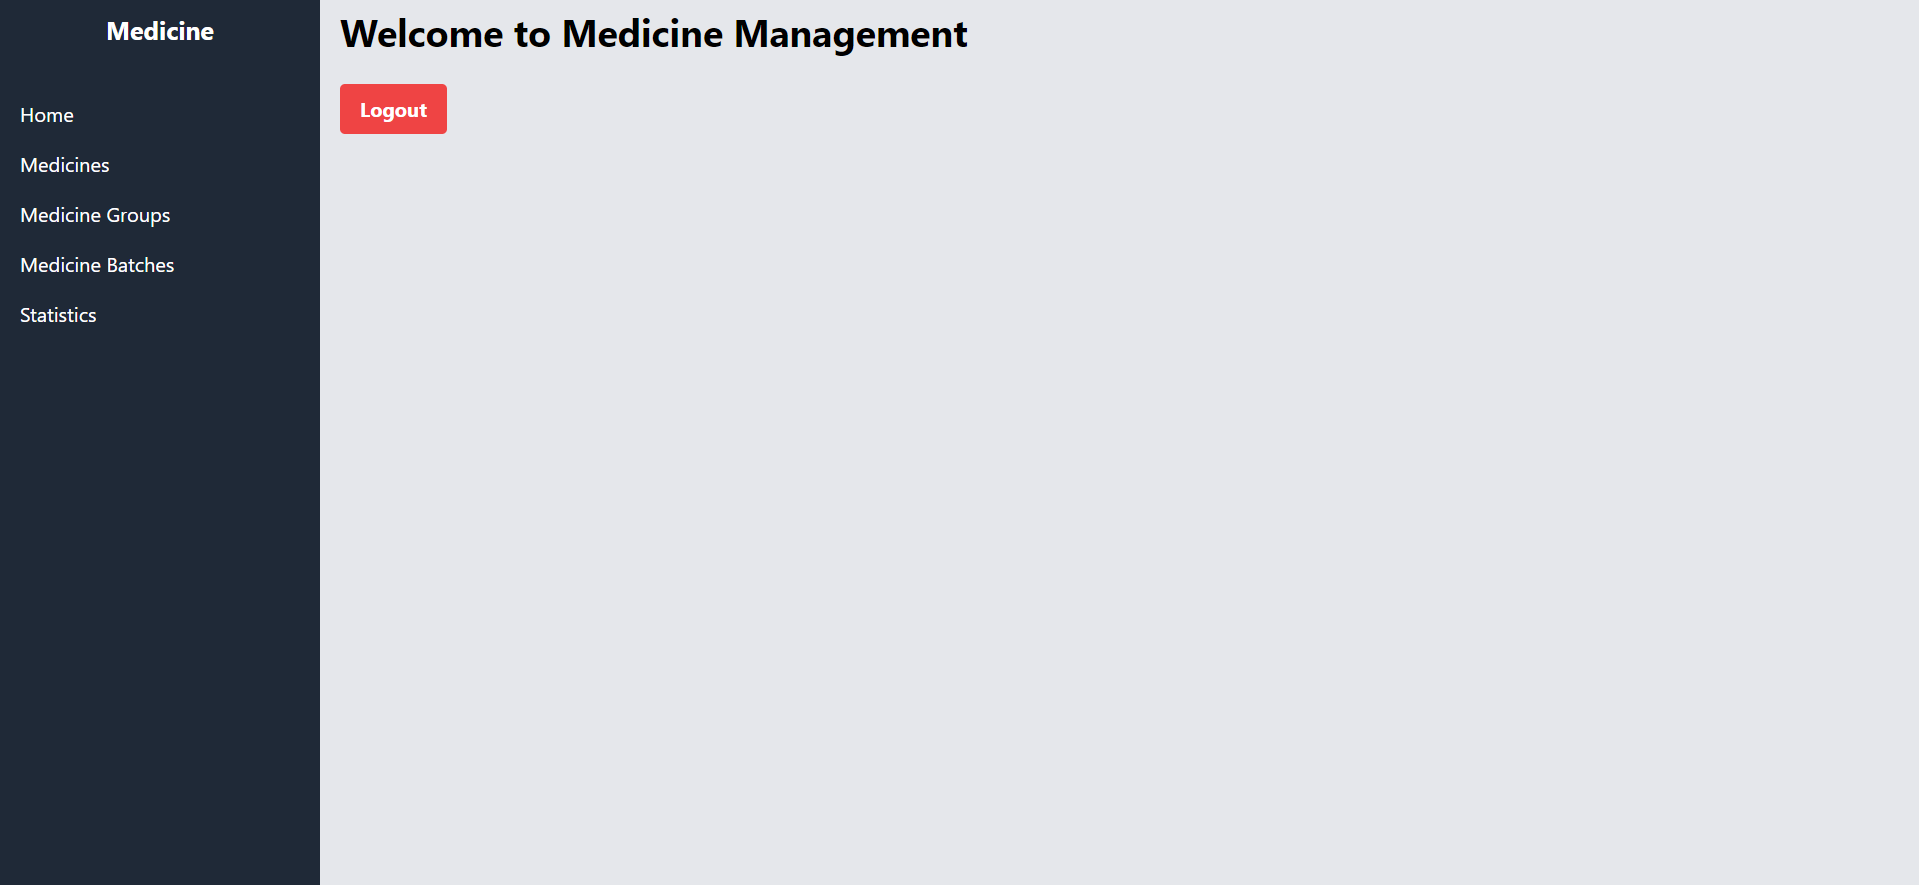 Medicine
Home
Medicines
Medicine Groups
Medicine Batches
Statistics
Welcome to Medicine Management
Logout